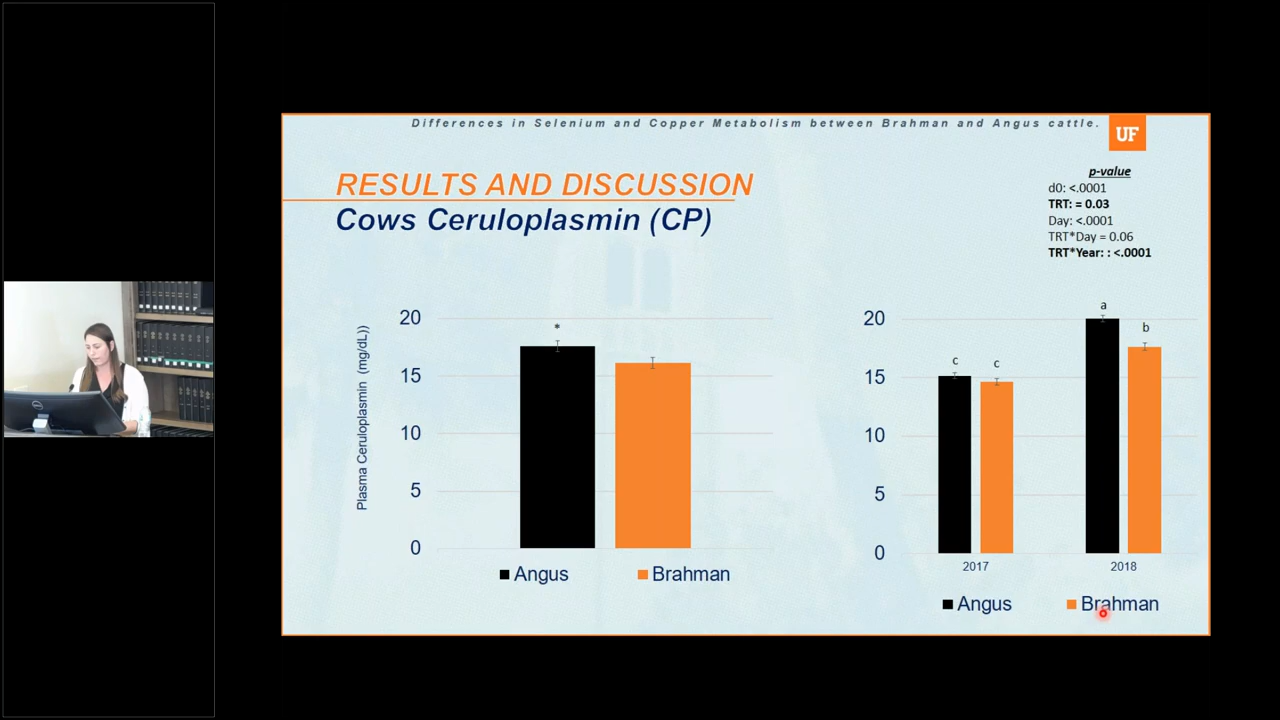 Differences in Selenium and Copper Metabolism between Brahman and Angus cattle.
UF
RESULTS AND DISCUSSION
Cows Ceruloplasmin (CP)
p-value
d0: <.0001
TRT: = 0.03
Day: <.0001
TRT*Day = 0.06
TRT*Year: : <.0001
Plasma Ceruloplasmin (mg/dL))
20
15
10
5
0
*
Angus
Brahman
20
15
10
5
0
c
c
a
b
2017
2018
Angus
Brahman